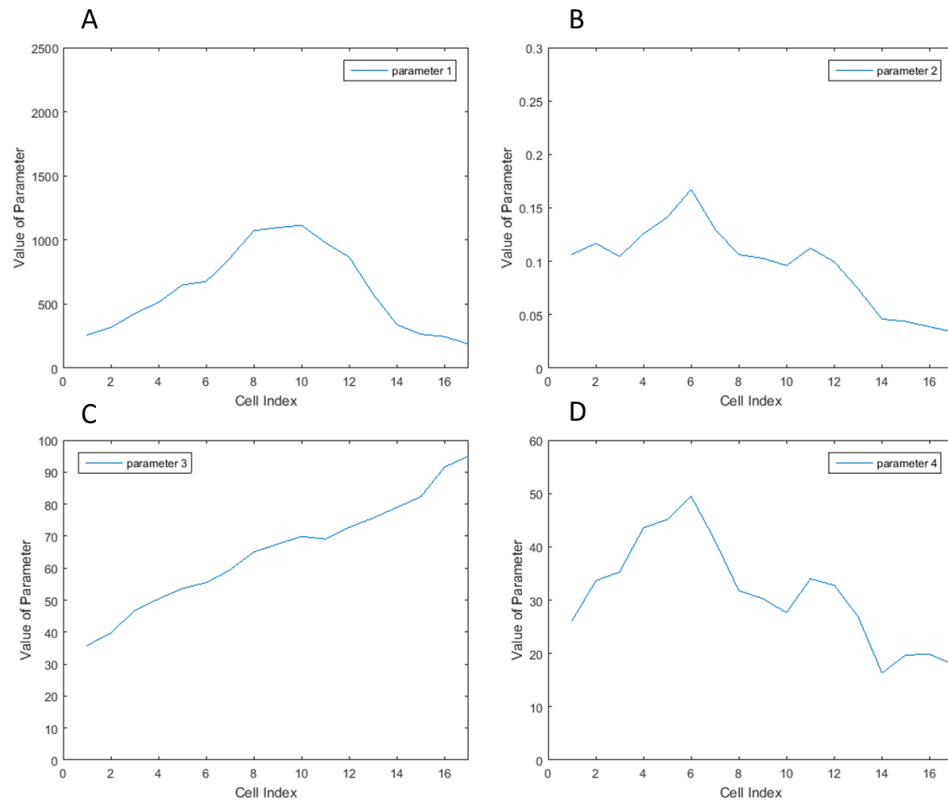 A
2500
2000
1500
1000
500
0
0 2 4 6 8 10 12 14 16
Value of Parameter
Cell Index
parameter 1
B
0.3
0.25
0.2
0.15
0.1
0.05
0
0 2 4 6 8 10 12 14 16
Value of Parameter
Cell Index
parameter 2
C
100
90
80
70
60
50
40
30
20
10
0
0 2 4 6 8 10 12 14 16
Value of Parameter
Cell Index
parameter 3
D
60
50
40
30
20
10
0
0 2 4 6 8 10 12 14 16
Value of Parameter
Cell Index
parameter 4